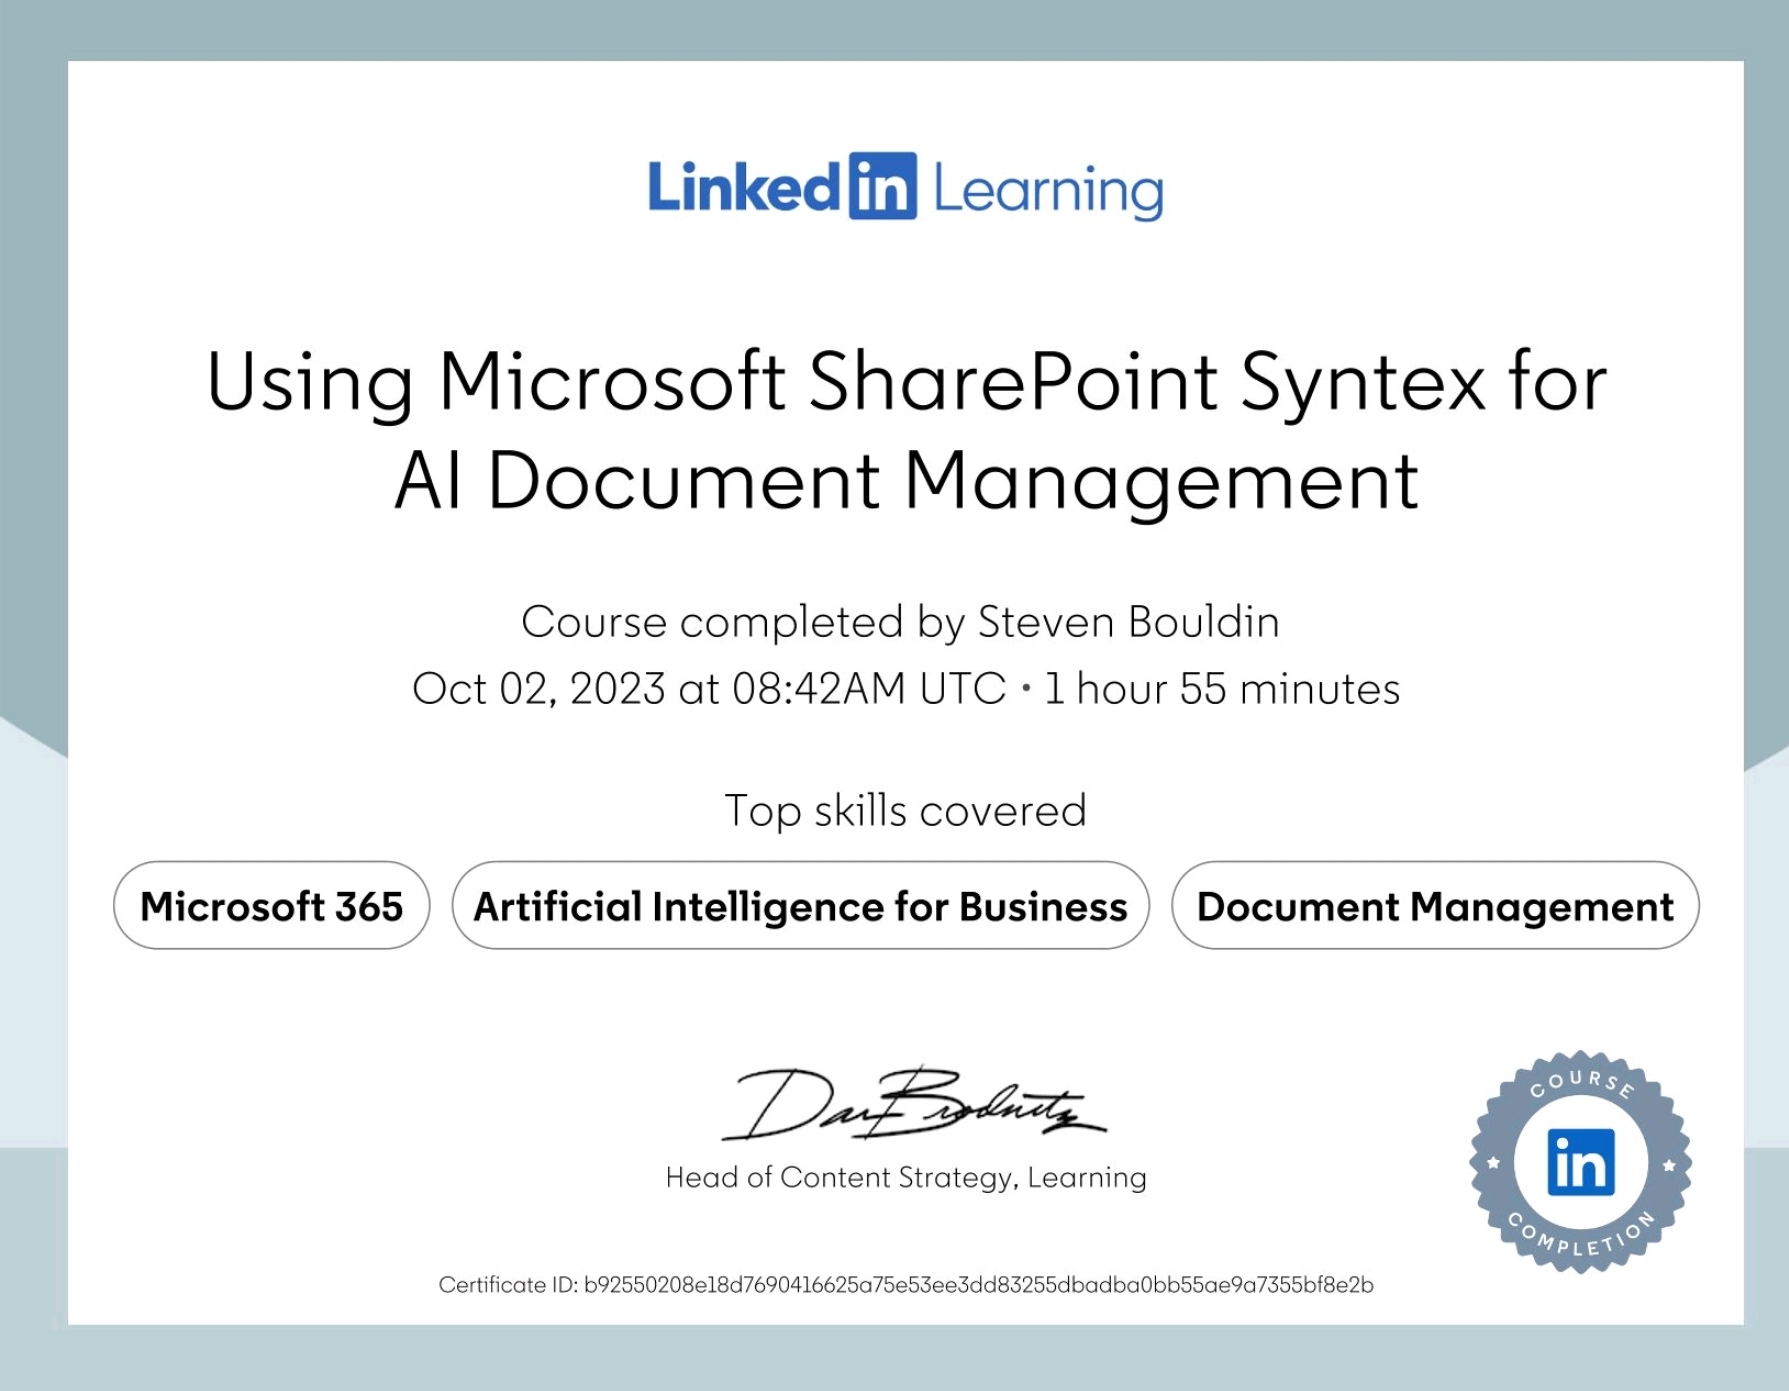 LinkedIn Learning
Using Microsoft SharePoint Syntex for
AI Document Management
Course completed by Steven Bouldin
Oct 02, 2023 at 08:42AM UTC • 1 hour 55 minutes
Top skills covered
Microsoft 365 Artificial Intelligence for Business Document Management
Head of Content Strategy, Learning
COURSE
in
COMPLETION
Certificate ID: b92550208e18d7690416625a75e53ee3dd83255dbadba0bb55ae9a7355bf8e2b